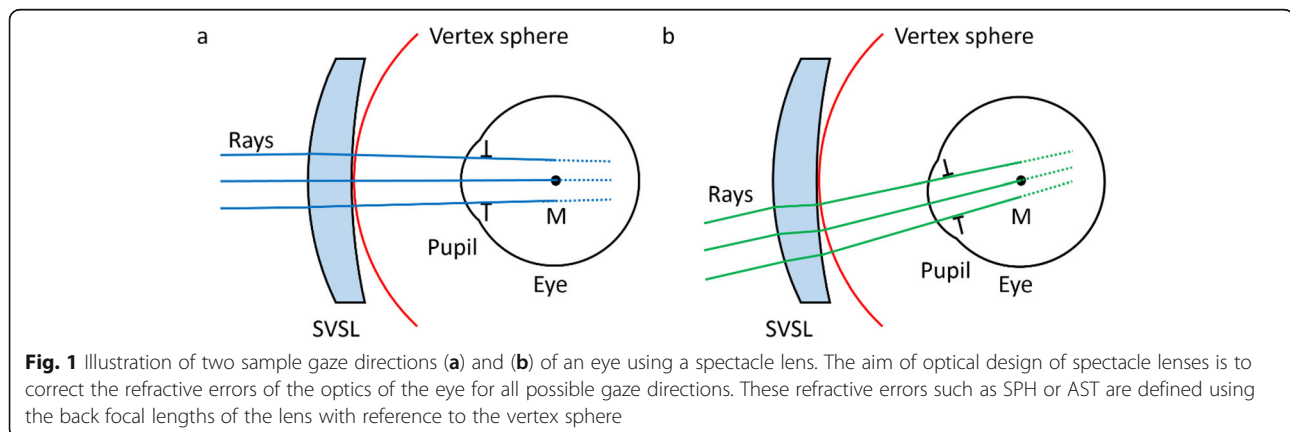 a
Vertex sphere
Rays
M
Pupil
Eye
SVSL
b
Vertex sphere
Rays
M
Pupil
Eye
SVSL
Fig. 1 Illustration of two sample gaze directions (a) and (b) of an eye using a spectacle lens. The aim of optical design of spectacle lenses is to
correct the refractive errors of the optics of the eye for all possible gaze directions. These refractive errors such as SPH or AST are defined using
the back focal lengths of the lens with reference to the vertex sphere